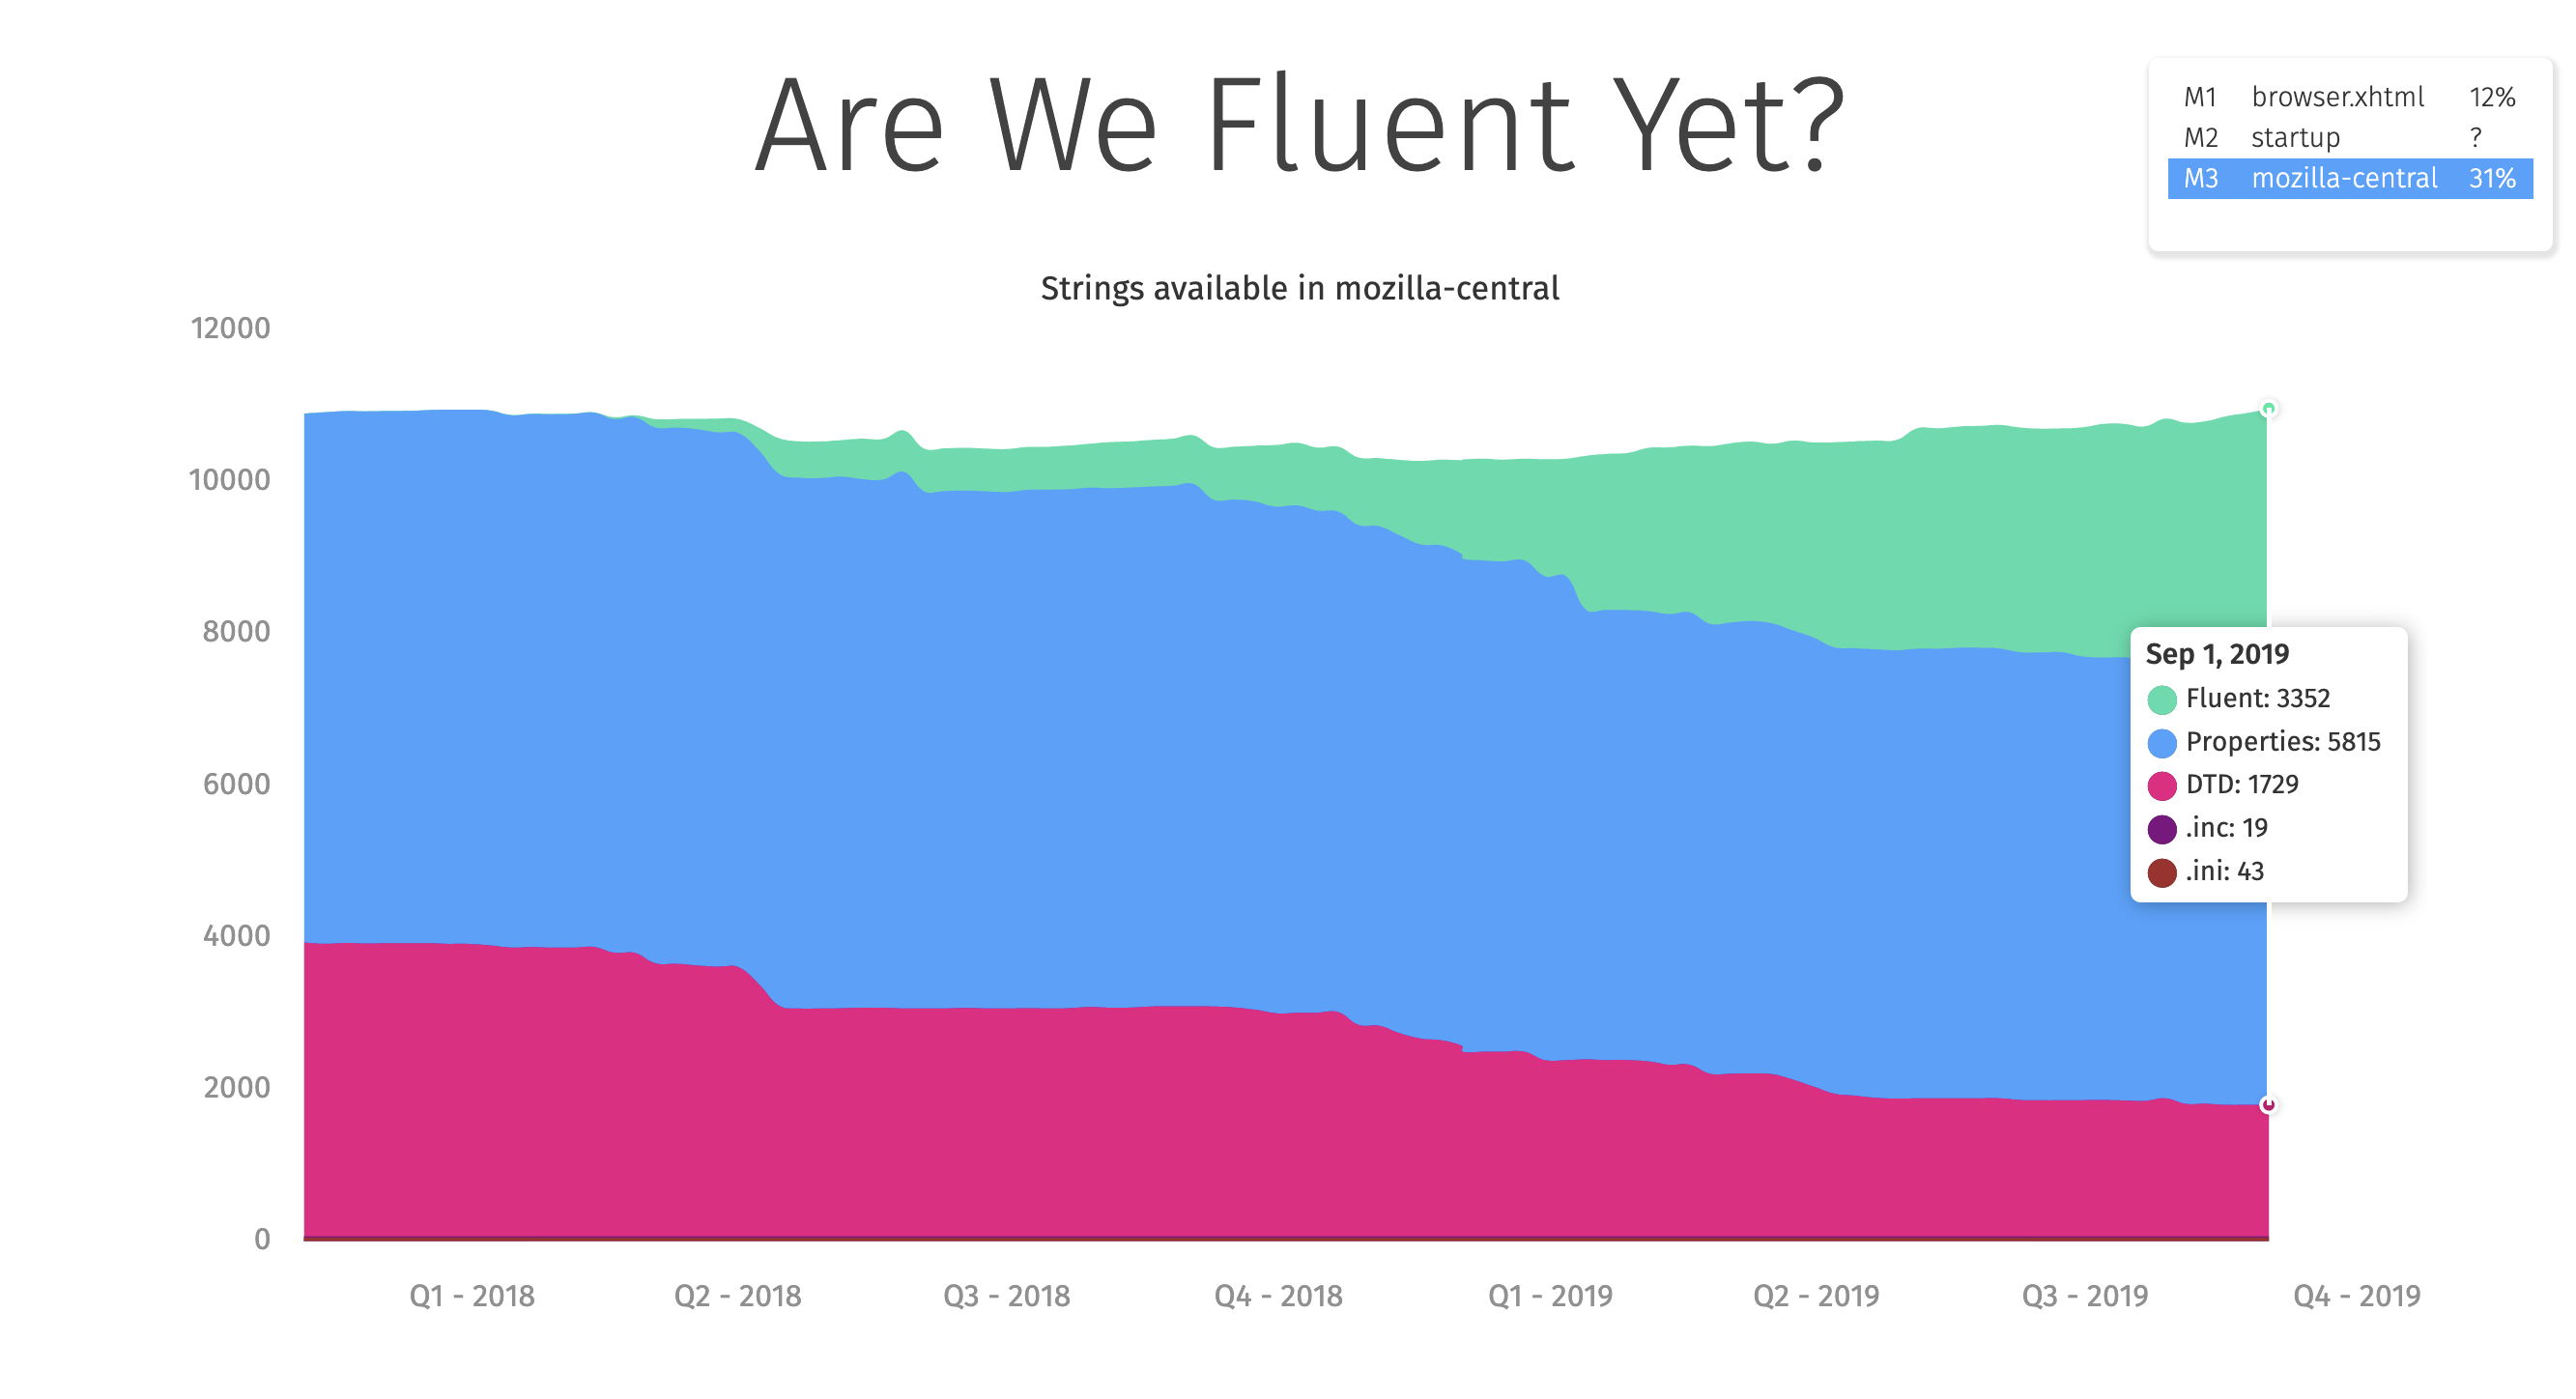 Are We Fluent Yet?
M1 browser.xhtml 12%
M2 startup ?
M3 mozilla-central 31%
Strings available in mozilla-central
12000
10000
8000
6000
4000
2000
0
Sep 1, 2019
Fluent: 3352
Properties: 5815
DTD: 1729
.inc: 19
.ini: 43
Q1 - 2018 Q2 - 2018 Q3 - 2018 Q4 - 2018 Q1 - 2019 Q2 - 2019 Q3 - 2019 Q4 - 2019